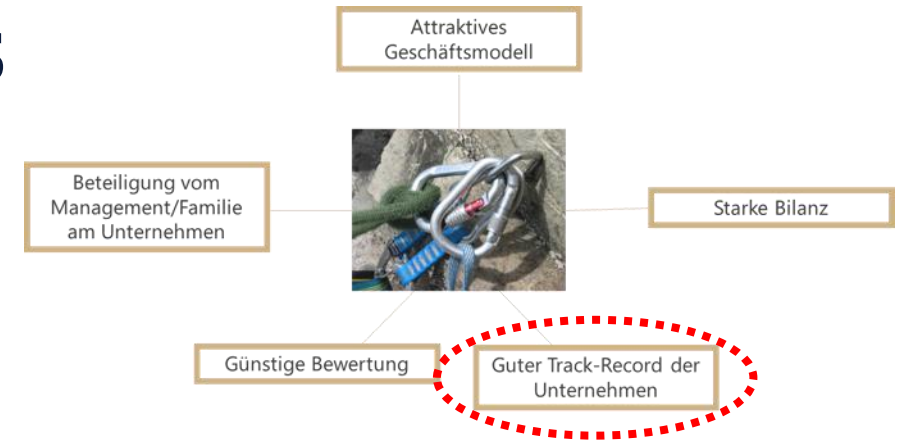 Attraktives
Geschäftsmodell
Beteiligung vom
Management/Familie
am Unternehmen
Starke Bilanz
Günstige Bewertung
Guter Track-Record der
Unternehmen